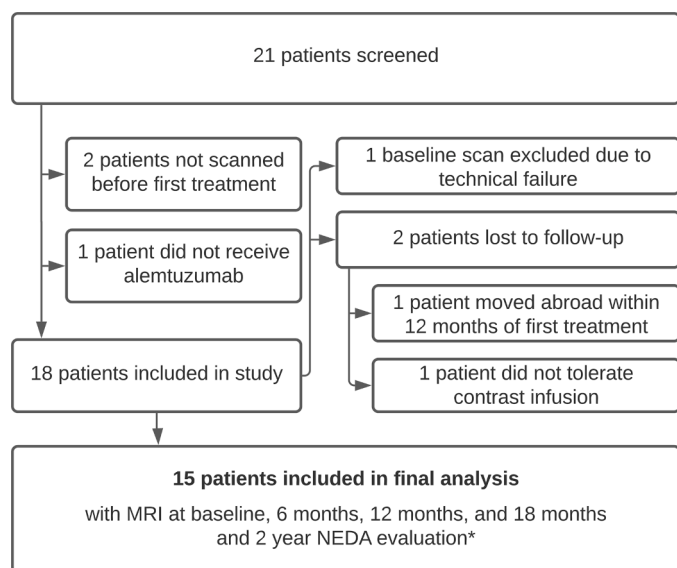 21 patients screened
2 patients not scanned
before first treatment
1 patient did not receive
alemtuzumab
18 patients included in study
1 baseline scan excluded due to
technical failure
2 patients lost to follow-up
1 patient moved abroad within
12 months of first treatment
1 patient did not tolerate
contrast infusion
15 patients included in final analysis
with MRI at baseline, 6 months, 12 months, and 18 months
and 2 year NEDA evaluation*